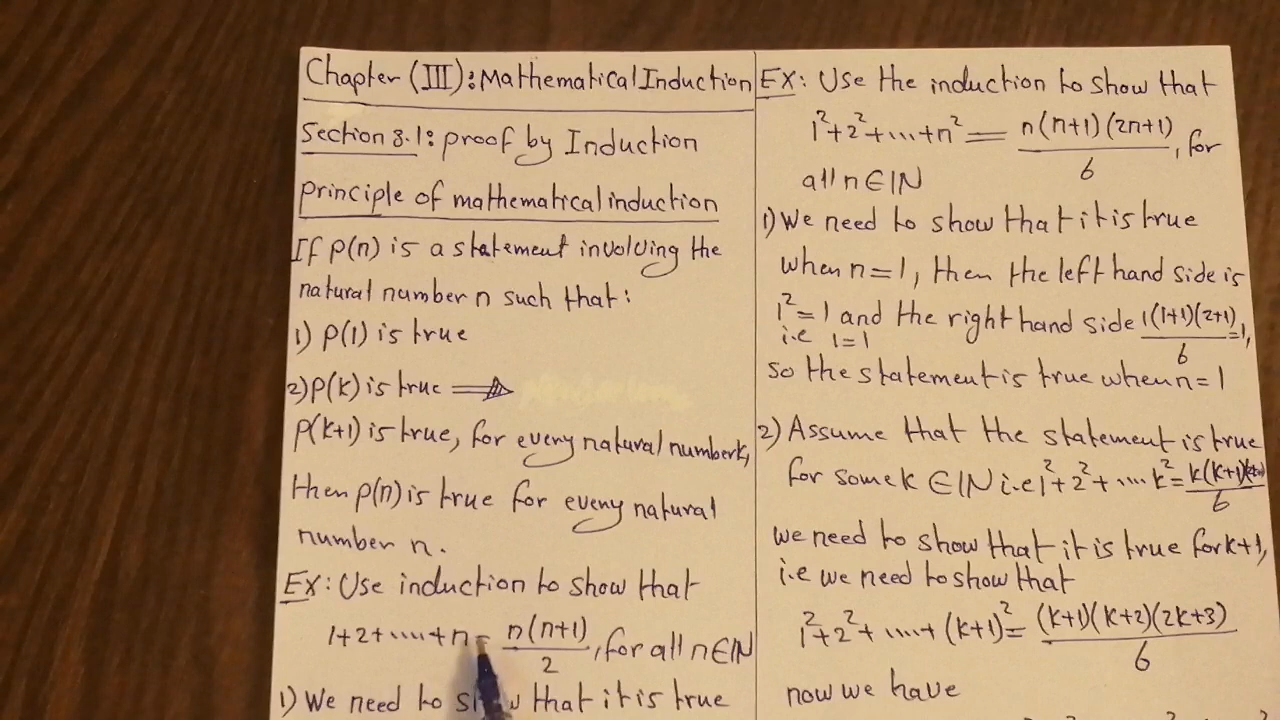 Chapter (III): Mathematical Induction
Section 3.1: proof by Induction
principle of mathematical induction
If P(n) is a statement involving the
natural number n such that:
1) P(1) is true
2) P(k) is true ⟹
P(k+1) is true, for every natural number k,
then P(n) is true for every natural
number n.
EX: Use induction to show that
1+2+....+n = n(n+1)/2, for all n∈ℕ
1) We need to show that it is true
EX: Use the induction to show that
1²+2²+....+n² = n(n+1)(2n+1)/6, for
all n∈ℕ
1) We need to show that it is true
when n=1, then the left hand side is
1²=1 and the right hand side 1(1+1)(2+1)/6 =1,
i.e 1=1
so the statement is true when n=1
2) Assume that the statement is true
for some k∈ℕ i.e 1²+2²+.... k² = k(k+1)/6
we need to show that it is true for k+1,
i.e we need to show that
1²+2²+....+(k+1)² = (k+1)(k+2)(2k+3)/6
now we have